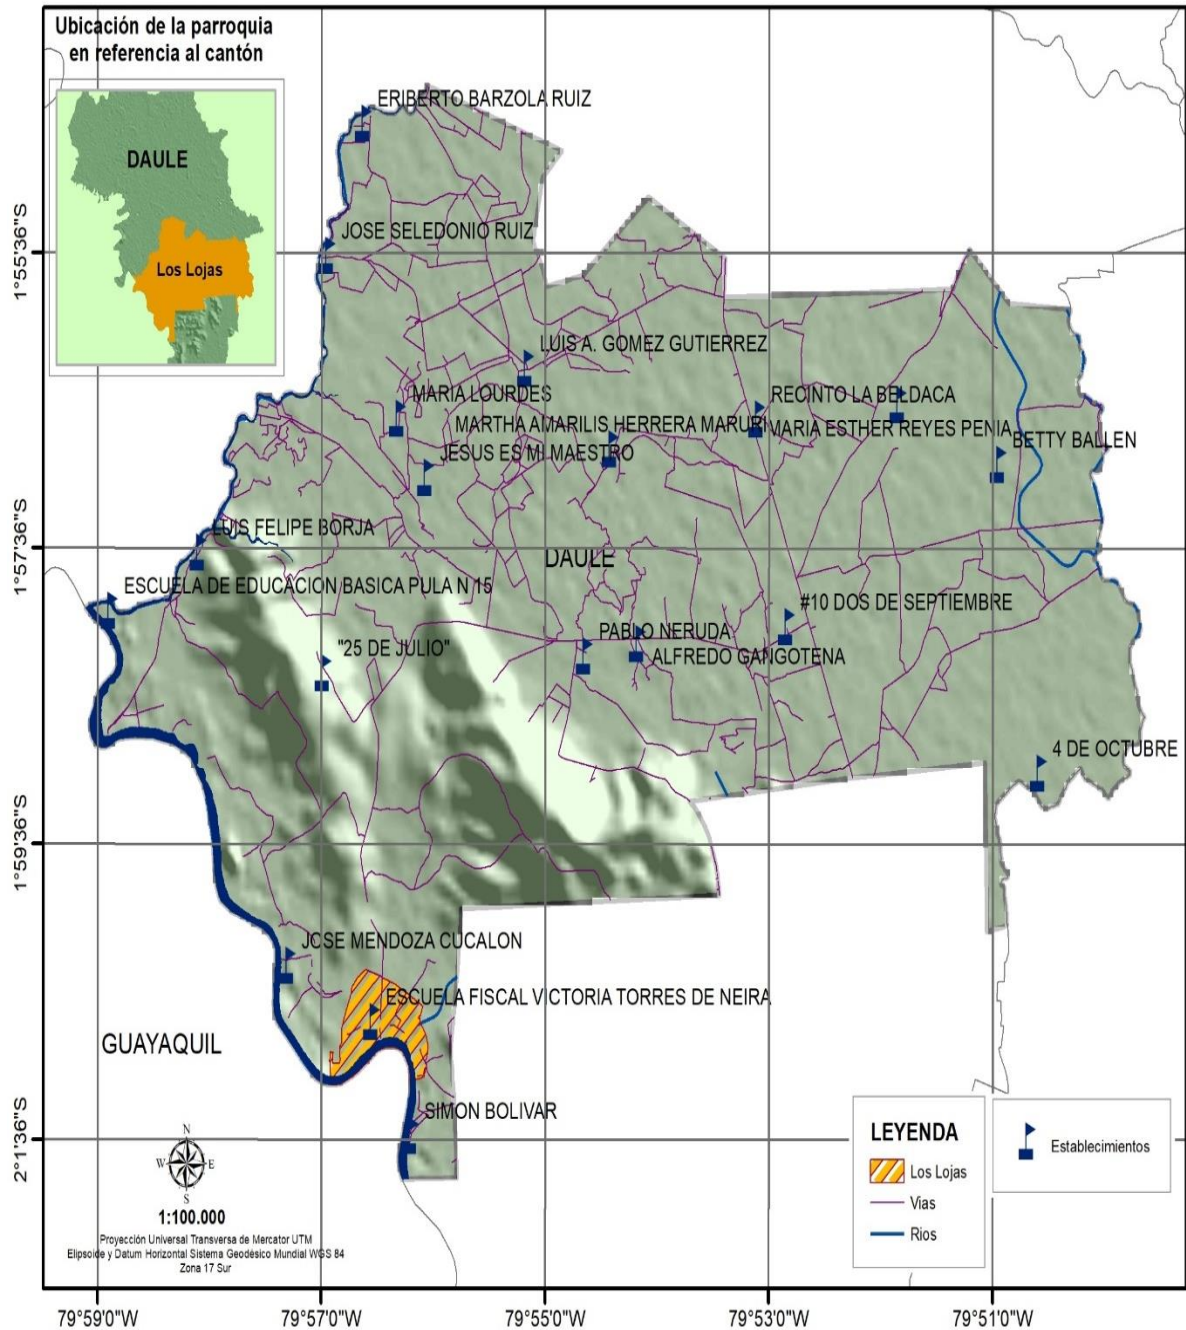 Ubicación de la parroquia
en referencia al cantón
DAULE
Los Lojas
ERIBERTO BARZOLA RUIZ
JOSE SELEDONIO RUIZ
LUIS A. GOMEZ GUTIERREZ
MARIA LOURDES
RECINTO LA BELDACA
MARTHA AMARILIS HERRERA MARURI
MARIA ESTHER REYES PENIA
BETTY BALLEN
JESUS ES MI MAESTRO
LUIS FELIPE BORJA
DAULE
ESCUELA DE EDUCACION BASICA PULA N 15
#10 DOS DE SEPTIEMBRE
PABLO NERUDA
"25 DE JULIO"
ALFREDO GANGOTENA
4 DE OCTUBRE
JOSE MENDOZA CUCALON
ESCUELA FISCAL VICTORIA TORRES DE NEIRA
GUAYAQUIL
SIMON BOLIVAR
1°55'36"S
1°57'36"S
1°59'36"S
2°1'36"S
N
W E
S
1:100.000
Proyección Universal Transversa de Mercator UTM
Elipsoide y Datum Horizontal Sistema Geodésico Mundial WGS 84
Zona 17 Sur
LEYENDA
Los Lojas
Vias
Rios
Establecimientos
79°59'0"W
79°57'0"W
79°55'0"W
79°53'0"W
79°51'0"W